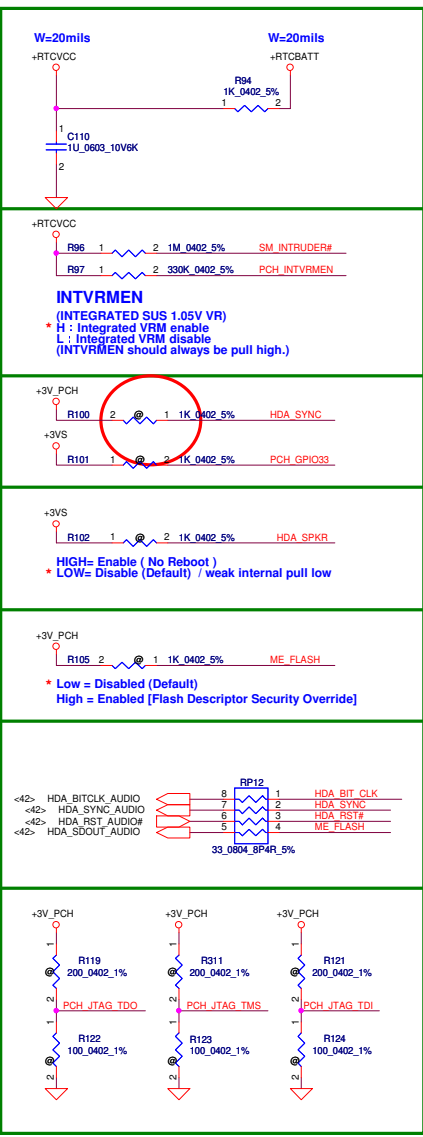 W=20mils W=20mils
+RTCVCC +RTCBATT
R94
1K_0402_5%
1 2
1
C110
1U_0603_10V6K
2
+RTCVCC
R96 1 2 1M_0402_5% SM_INTRUDER#
R97 1 2 330K_0402_5% PCH_INTVRMEN
INTVRMEN
(INTEGRATED SUS 1.05V VR)
* H : Integrated VRM enable
L : Integrated VRM disable
(INTVRMEN should always be pull high.)
+3V_PCH
R100 2 @ 1 1K_0402_5% HDA_SYNC
+3VS
R101 1 @ 2 1K_0402_5% PCH_GPIO33
+3VS
R102 1 @ 2 1K_0402_5% HDA_SPKR
HIGH= Enable ( No Reboot )
* LOW= Disable (Default) / weak internal pull low
+3V_PCH
R105 2 @ 1 1K_0402_5% ME_FLASH
* Low = Disabled (Default)
High = Enabled [Flash Descriptor Security Override]
RP12
<42> HDA_BITCLK_AUDIO 8 1 HDA_BIT_CLK
<42> HDA_SYNC_AUDIO 7 2 HDA_SYNC
<42> HDA_RST_AUDIO# 6 3 HDA_RST#
<42> HDA_SDOUT_AUDIO 5 4 ME_FLASH
33_0804_8P4R_5%
+3V_PCH +3V_PCH +3V_PCH
1 1 1
R119 R311 R121
@ 200_0402_1% @ 200_0402_1% @ 200_0402_1%
2 2 2
PCH_JTAG_TDO PCH_JTAG_TMS PCH_JTAG_TDI
1 1 1
R122 R123 R124
@ 100_0402_1% @ 100_0402_1% @ 100_0402_1%
2 2 2